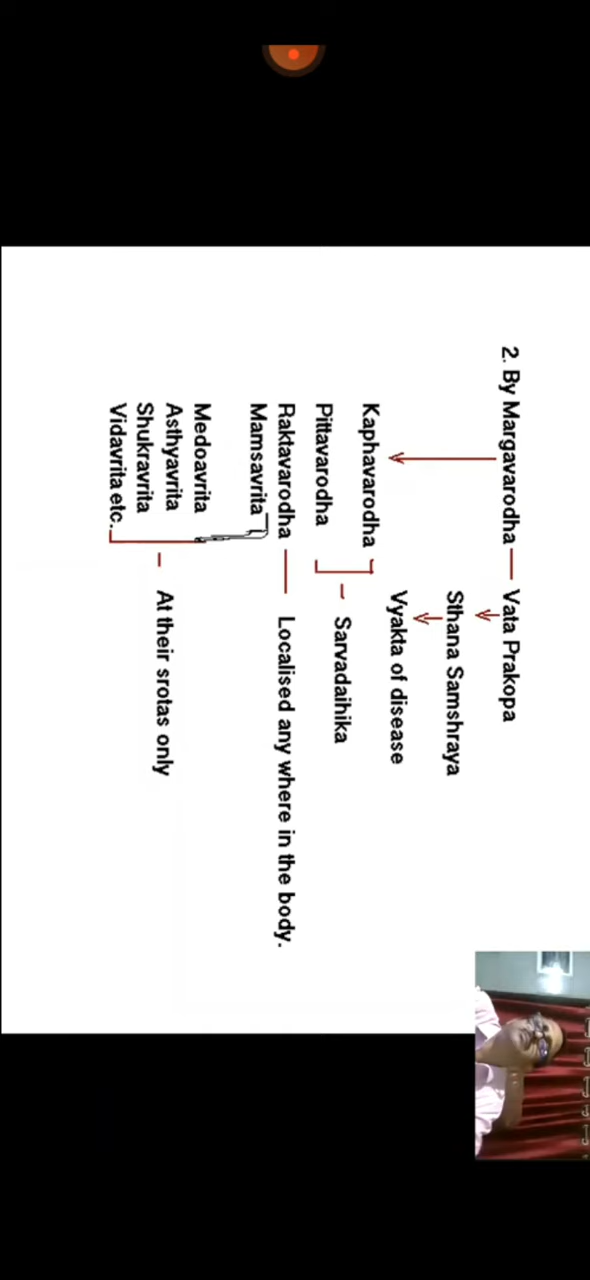 2. By Margavarodha — Vata Prakopa
Sthana Samshraya
Vyakta of disease
Kaphavarodha
Pittavarodha
- Sarvadaihika
Raktavarodha — Localised any where in the body.
Mamsavrita
Medoavrita
Asthyavrita
Shukravrita
Vidavrita etc.
- At their srotas only